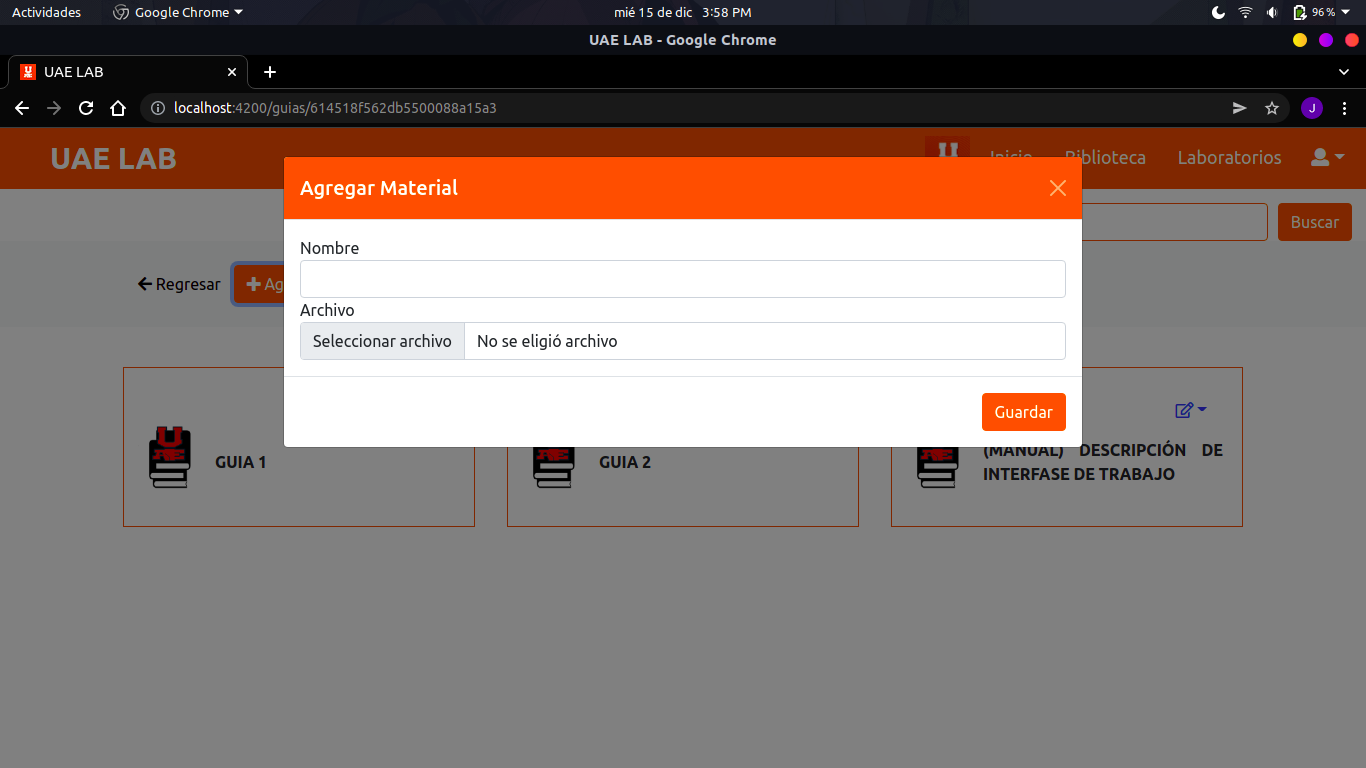 Actividades Google Chrome mié 15 de dic 3:58 PM 96 %
UAE LAB - Google Chrome
UAE LAB
localhost:4200/guias/614518f562db5500088a15a3 J
UAE LAB Inicio Biblioteca Laboratorios
Agregar Material
Buscar
Nombre
Regresar Ag
Archivo
Seleccionar archivo No se eligió archivo
Guardar
GUIA 1
GUIA 2
(MANUAL) DESCRIPCIÓN DE
INTERFASE DE TRABAJO